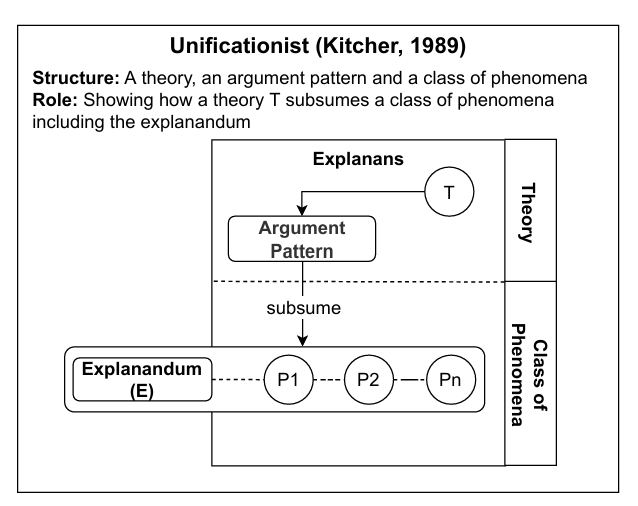 Unificationist (Kitcher, 1989)
Structure: A theory, an argument pattern and a class of phenomena
Role: Showing how a theory T subsumes a class of phenomena
including the explanandum
Explanans
T
Theory
Argument
Pattern
subsume
Class of
Phenomena
Explanandum
(E)
P1
P2
Pn